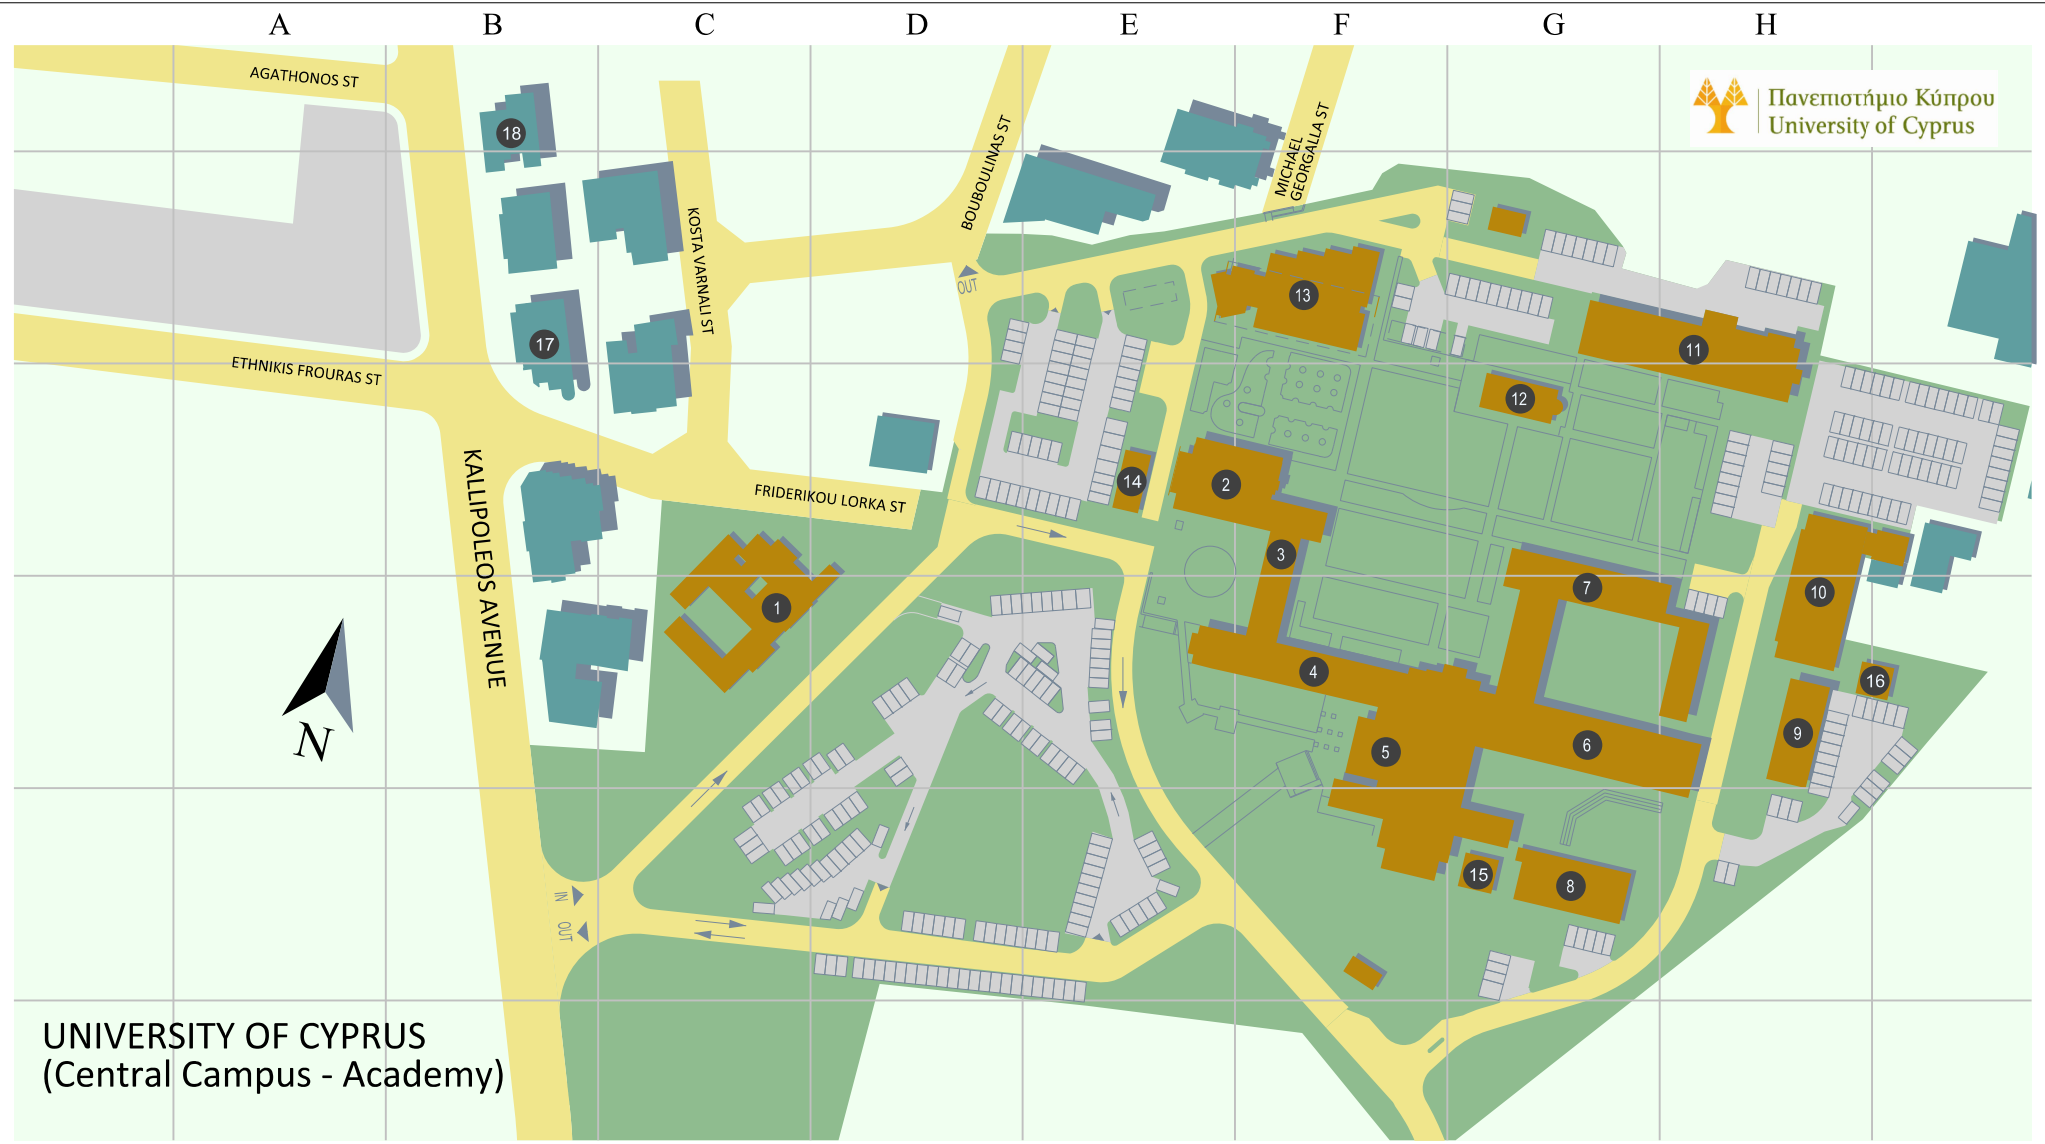 A B C D E F G H
AGATHONOS ST
18
Πανεπιστήμιο Κύπρου
University of Cyprus
BOUBOULINAS ST
MICHAEL
GEORGALLA ST
KOSTA VARNALI ST
OUT
13
17
11
ETHNIKIS FROURAS ST
12
KALLIPOLEOS AVENUE
14
2
FRIDERIKOU LORKA ST
3
7
10
1
4
16
9
5
6
15
8
IN
OUT
N
UNIVERSITY OF CYPRUS
(Central Campus - Academy)